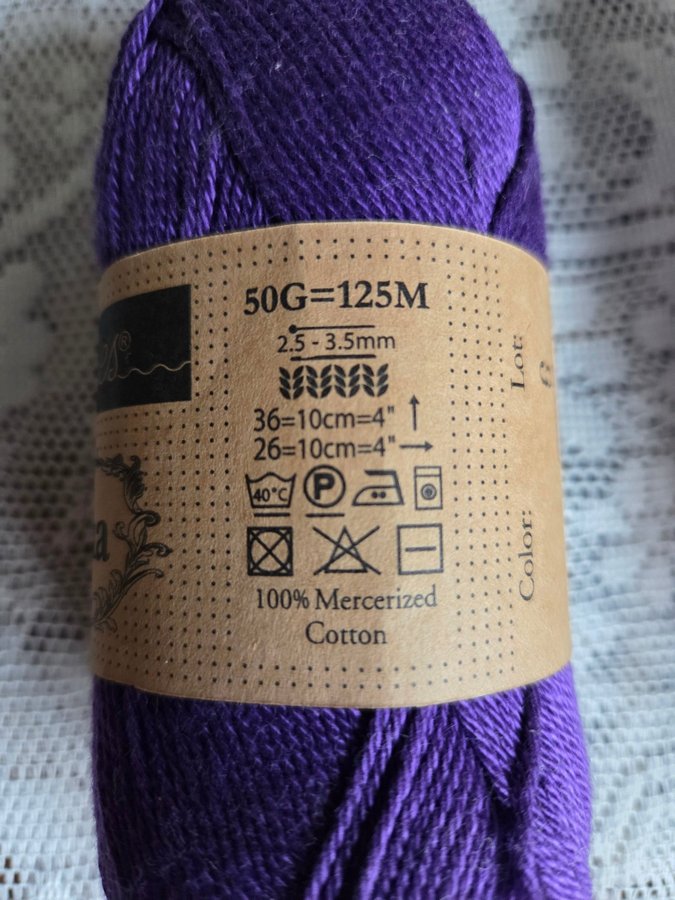 50G=125M
2.5 - 3.5mm
36=10cm=4"
26=10cm=4"
40°C
P
100% Mercerized
Cotton
Lot:
Color: